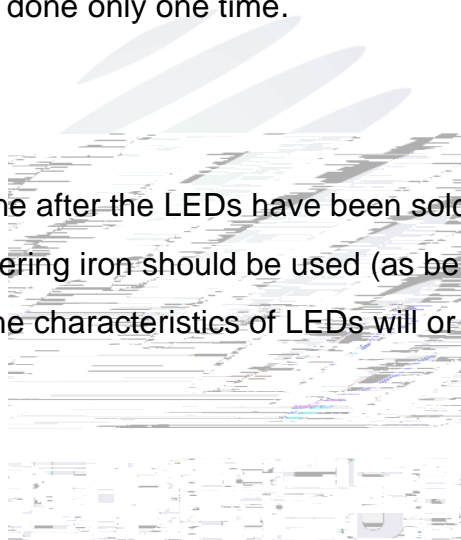 done only one time.
ne after the LEDs have been sold
ering iron should be used (as be
ne characteristics of LEDs will or